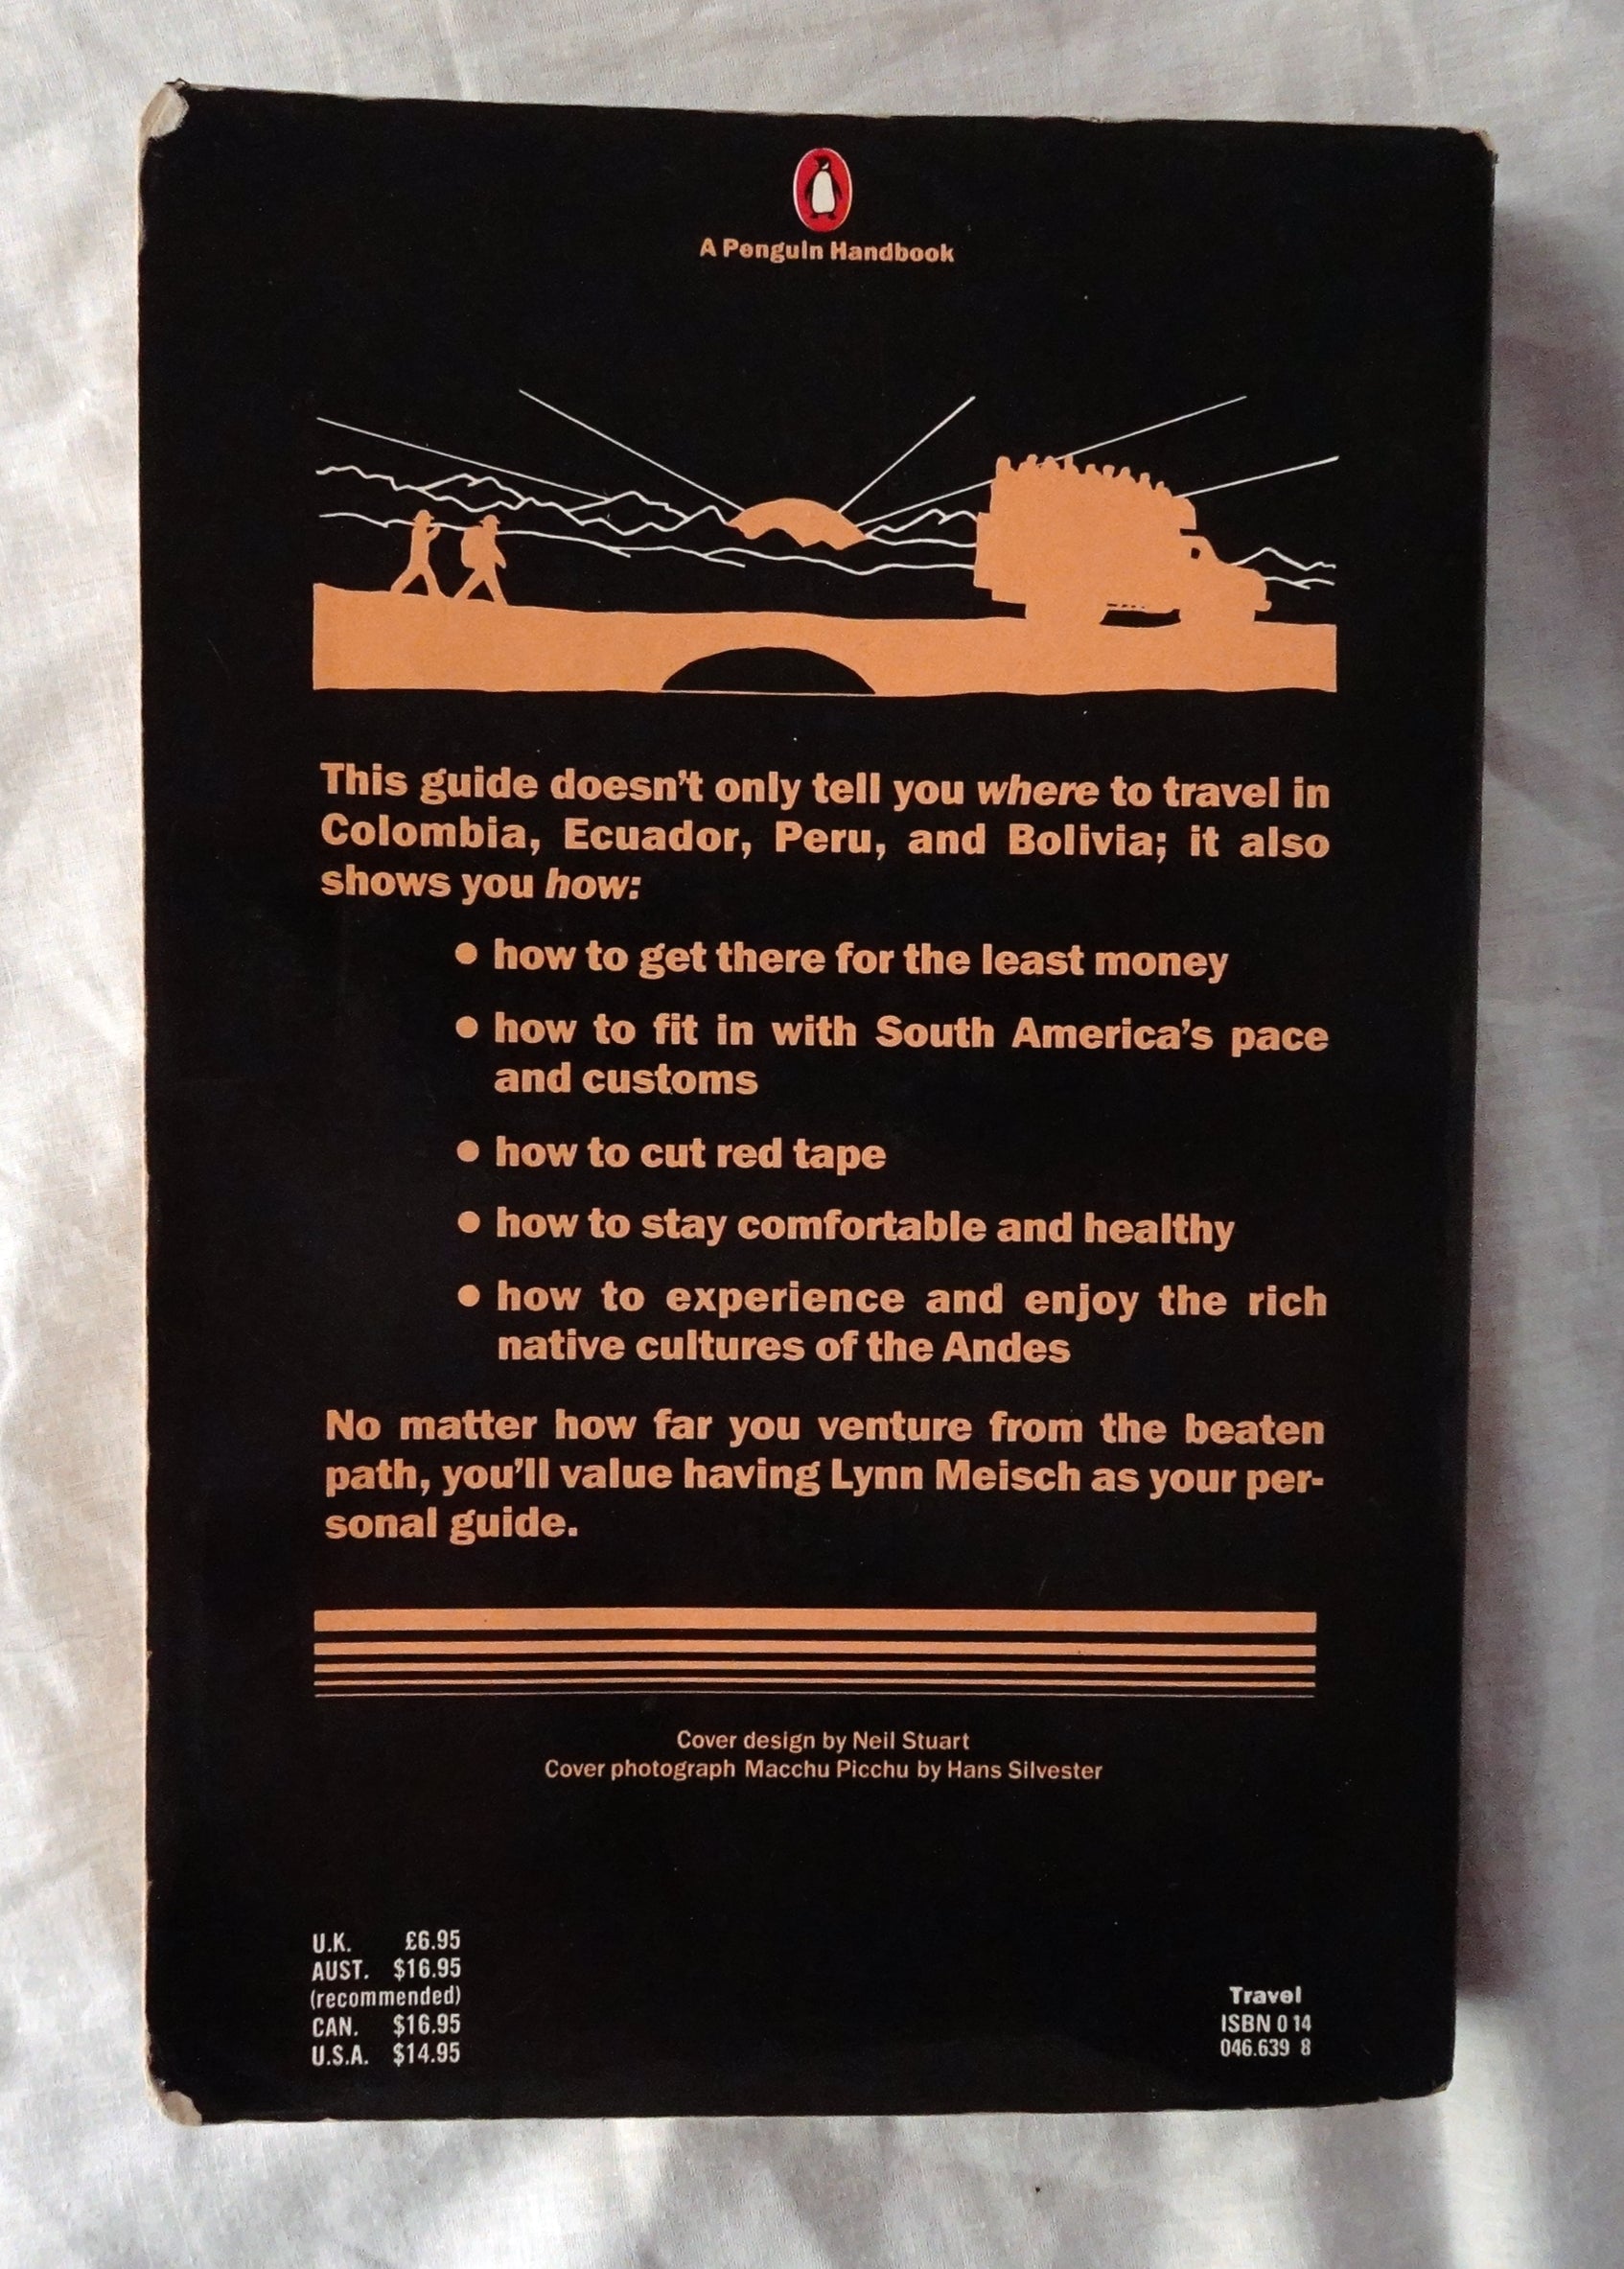 A Penguin Handbook
This guide doesn't only tell you where to travel in
Colombia, Ecuador, Peru, and Bolivia; it also
shows you how:
● how to get there for the least money
● how to fit in with South America's pace
and customs
● how to cut red tape
● how to stay comfortable and healthy
● how to experience and enjoy the rich
native cultures of the Andes
No matter how far you venture from the beaten
path, you'll value having Lynn Meisch as your per-
sonal guide.
Cover design by Neil Stuart
Cover photograph Macchu Picchu by Hans Silvester
U.K. £6.95
AUST. $16.95
(recommended)
CAN. $16.95
U.S.A. $14.95
Travel
ISBN 0 14
046.639 8